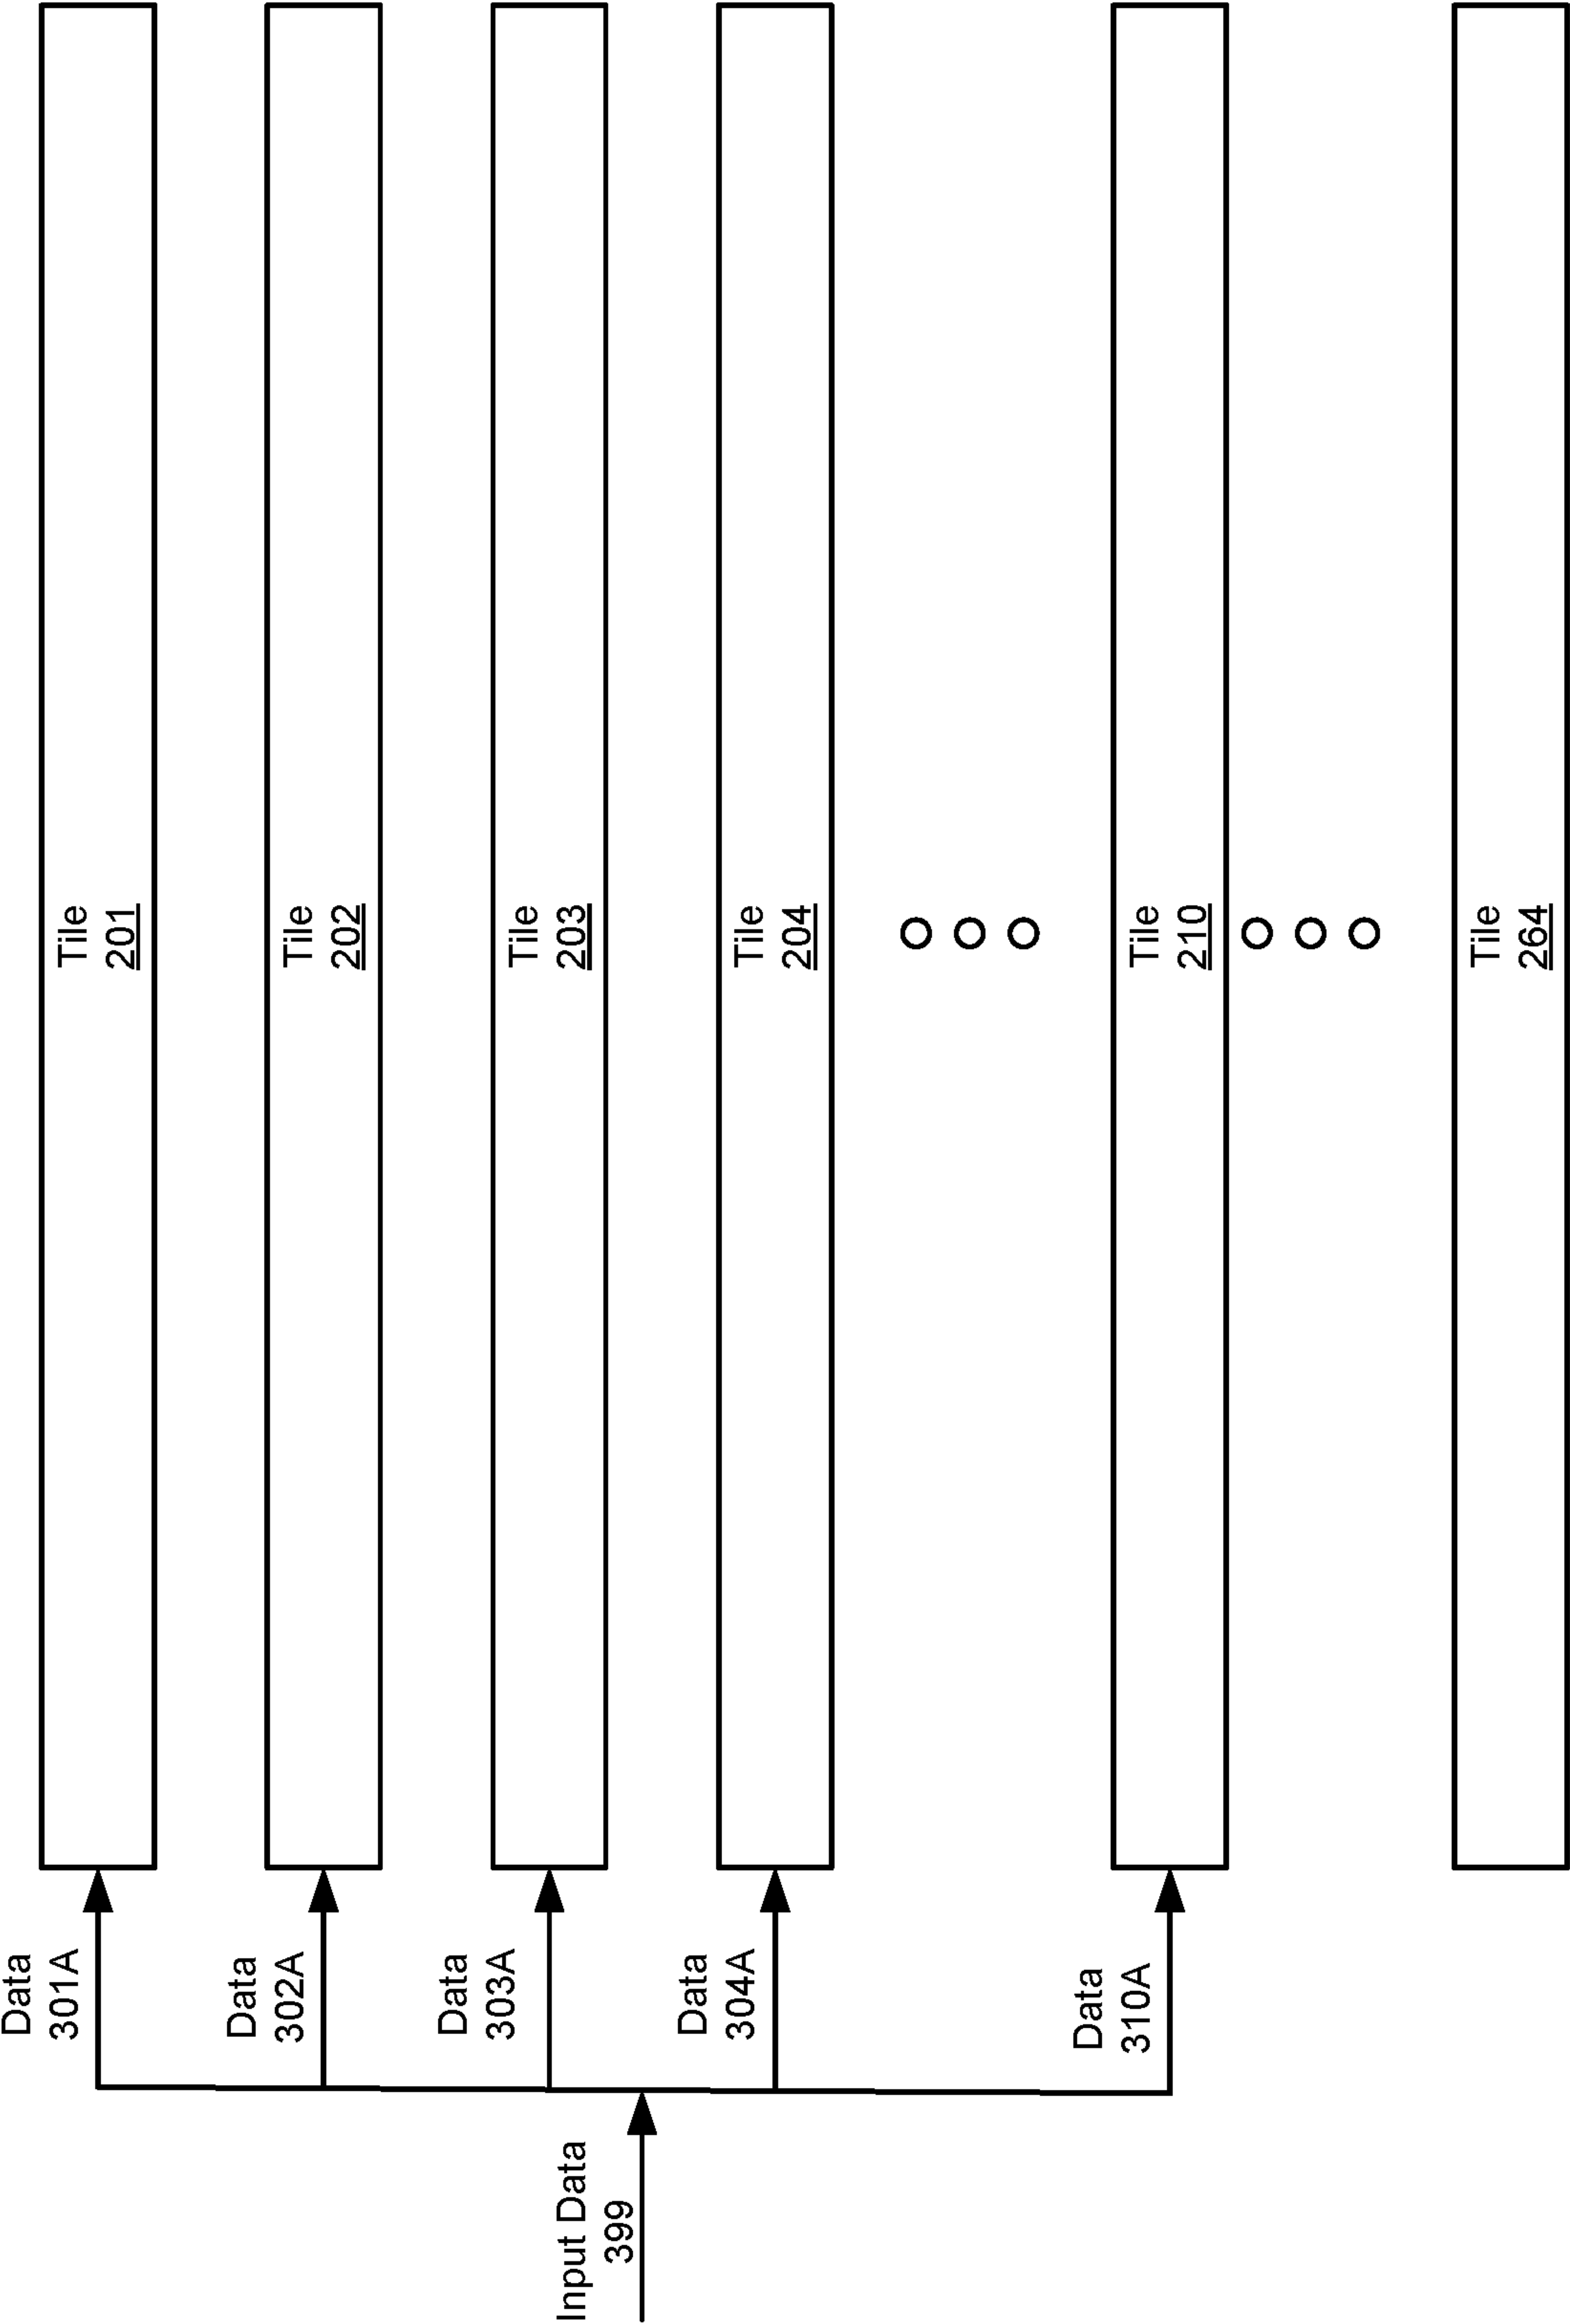 Data
301A
Tile
201
Data
302A
Tile
202
Data
303A
Tile
203
Input Data
399
Data
304A
Tile
204
Data
310A
Tile
210
Tile
264